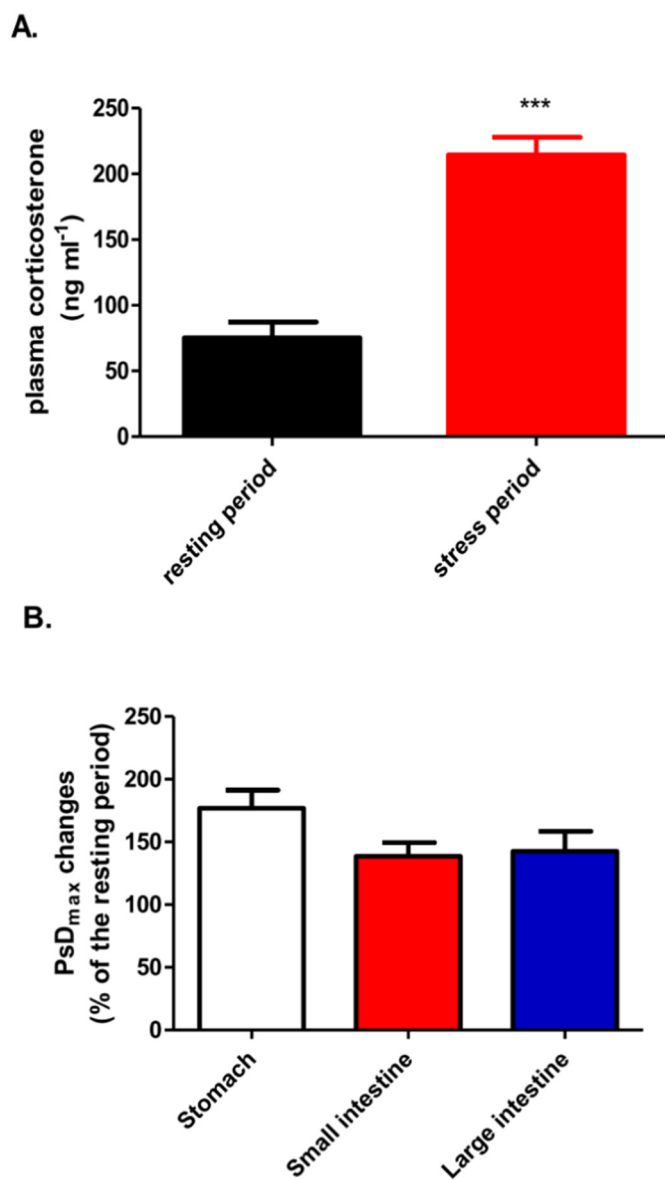 A.
plasma corticosterone
(ng ml⁻¹)
250
200
150
100
50
0
***
resting period
stress period
B.
PsDₘₐₓ changes
(% of the resting period)
250
200
150
100
50
0
Stomach
Small intestine
Large intestine